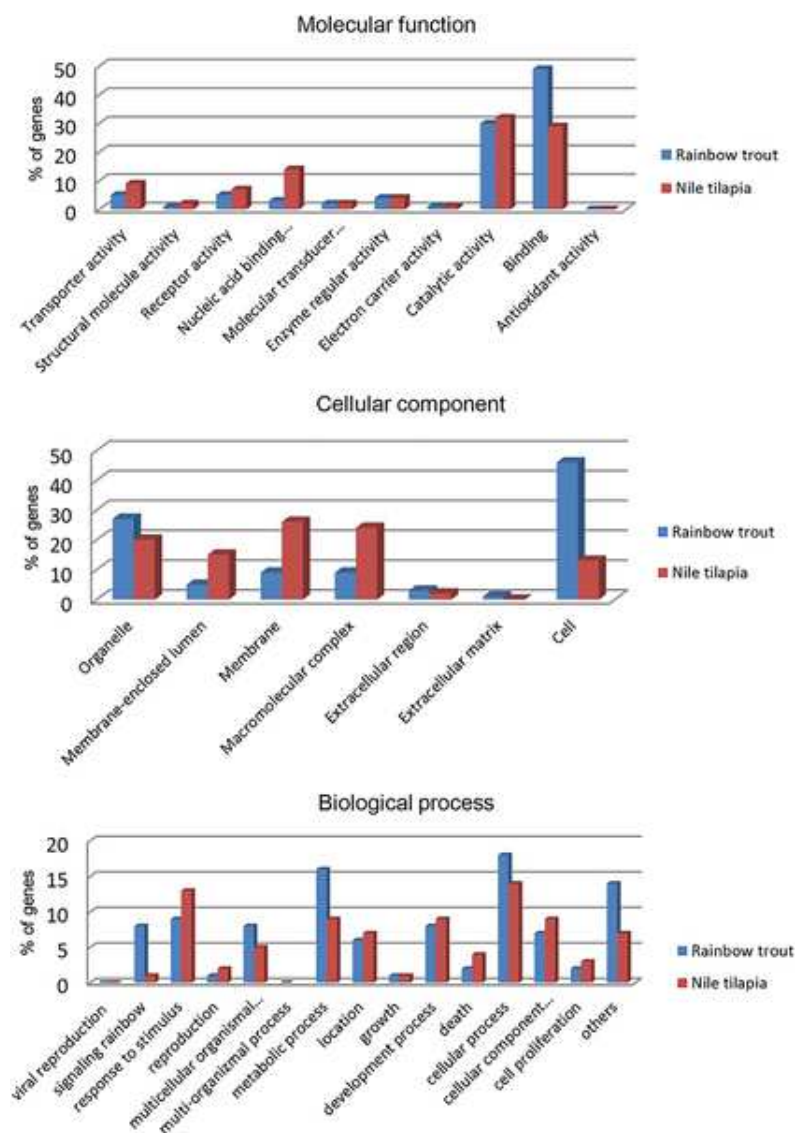 Molecular function
% of genes
50
40
30
20
10
0
Transporter activity
Structural molecule activity
Receptor activity
Nucleic acid binding...
Molecular transducer...
Enzyme regular activity
Electron carrier activity
Catalytic activity
Binding
Antioxidant activity
Rainbow trout
Nile tilapia
Cellular component
% of genes
50
40
30
20
10
0
Organelle
Membrane-enclosed lumen
Membrane
Macromolecular complex
Extracellular region
Extracellular matrix
Cell
Rainbow trout
Nile tilapia
Biological process
% of genes
20
15
10
5
0
viral reproduction
signaling rainbow
response to stimulus
reproduction
multicellular organismal...
multi-organizmal process
metabolic process
location
growth
development process
death
cellular process
cellular component...
cell proliferation
others
Rainbow trout
Nile tilapia